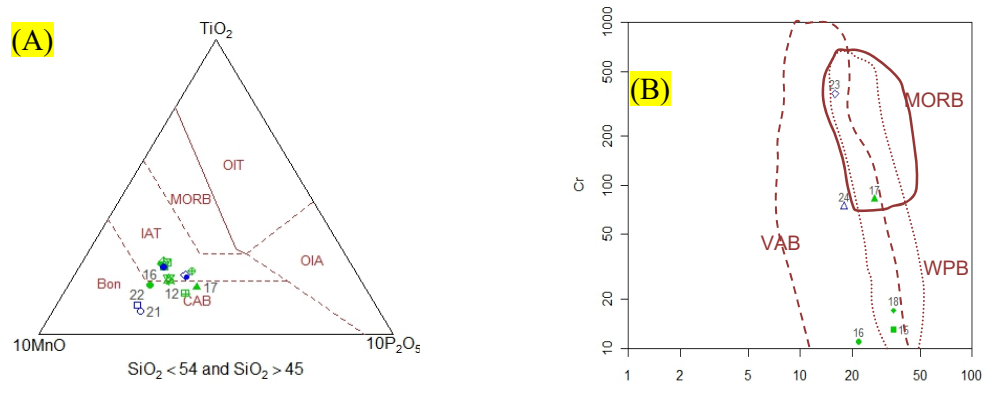 (A)
TiO2
OIT
MORB
IAT
OIA
Bon
16
12
17
CAB
22
21
10MnO
10P2O5
SiO2 < 54 and SiO2 > 45
(B)
1000
500
200
100
50
20
10
Cr
23
MORB
24
17
VAB
WPB
18
15
16
1
2
5
10
20
50
100